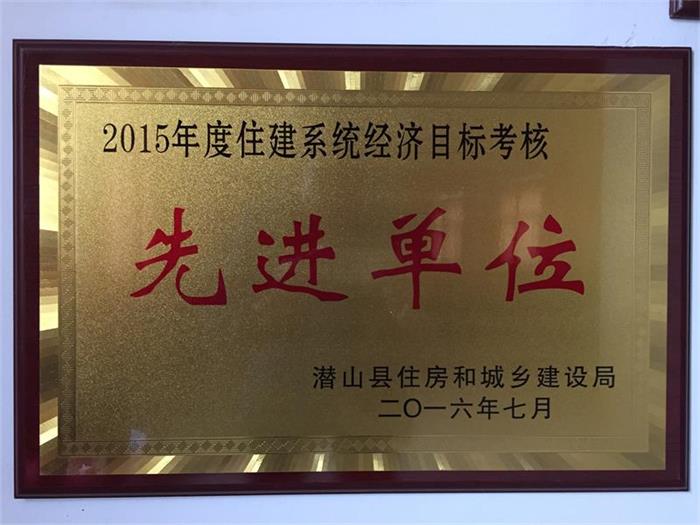 2015年度住建系统经济目标考核
先进单位
潜山县住房和城乡建设局
二〇一六年七月